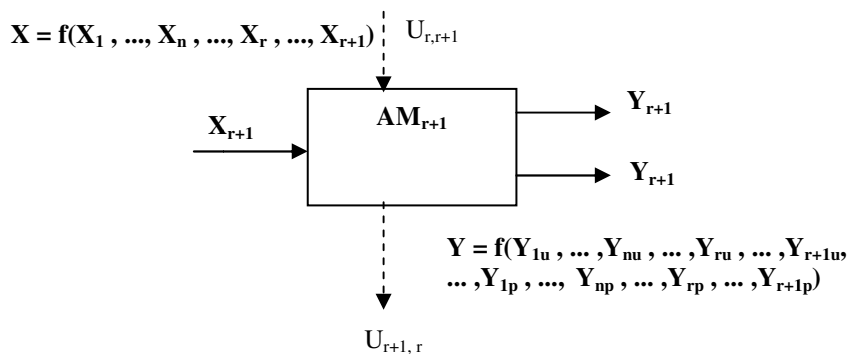 X = f(X₁ , ..., Xₙ , ..., Xᵣ , ..., Xᵣ₊₁)
Uᵣ,ᵣ₊₁
AMᵣ₊₁
Xᵣ₊₁
Yᵣ₊₁
Yᵣ₊₁
Y = f(Y₁ᵤ , ... ,Yₙᵤ , ... ,Yᵣᵤ , ... ,Yᵣ₊₁ᵤ,
... ,Y₁ₚ , ..., Yₙₚ , ... ,Yᵣₚ , ... ,Yᵣ₊₁ₚ)
Uᵣ₊₁, ᵣ